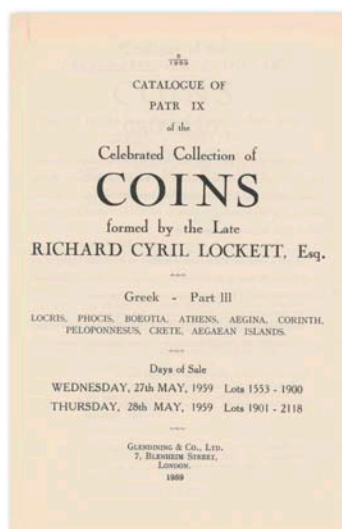 1959
CATALOGUE OF
PATR IX
of the
Celebrated Collection of
COINS
formed by the Late
RICHARD CYRIL LOCKETT, Esq.
Greek - Part III
LOCRIS, PHOCIS, BOEOTIA, ATHENS, AEGINA, CORINTH,
PELOPONNESUS, CRETE, AEGAEAN ISLANDS.
Days of Sale
WEDNESDAY, 27th MAY, 1959 Lots 1553 - 1900
THURSDAY, 28th MAY, 1959 Lots 1901 - 2118
GLENDINING & CO., LTD.
7, BLENHEIM STREET,
LONDON.
1959